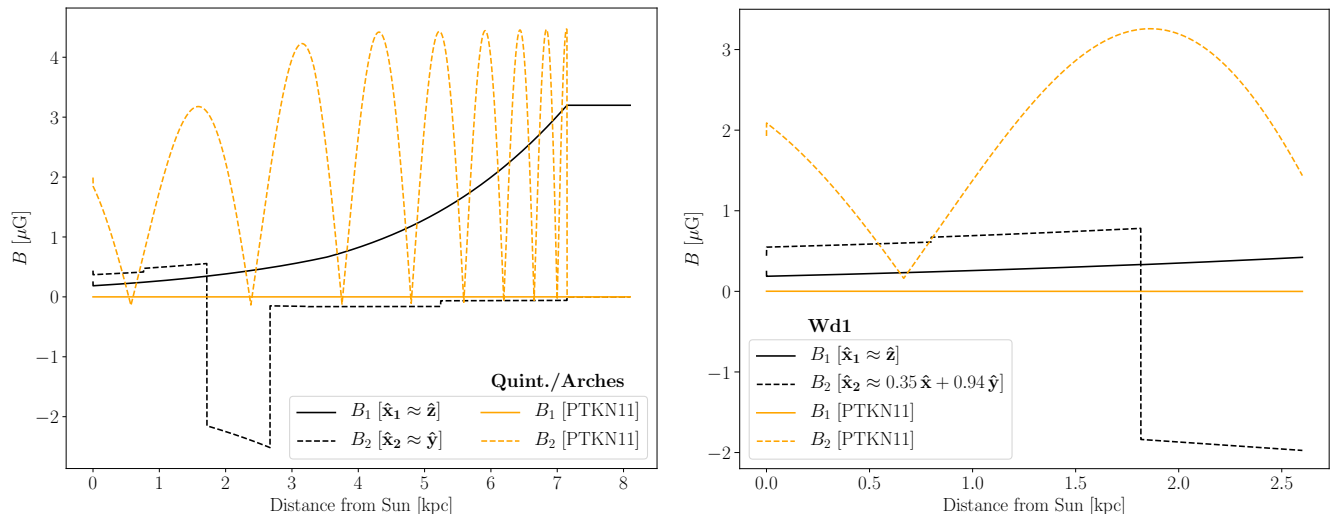 B [μG]
4
3
2
1
0
−1
−2
0 1 2 3 4 5 6 7 8
Distance from Sun [kpc]
Quint./Arches
B₁ [x̂₁ ≈ ẑ]
B₂ [x̂₂ ≈ ŷ]
B₁ [PTKN11]
B₂ [PTKN11]
B [μG]
3
2
1
0
−1
−2
0.0 0.5 1.0 1.5 2.0 2.5
Distance from Sun [kpc]
Wd1
B₁ [x̂₁ ≈ ẑ]
B₂ [x̂₂ ≈ 0.35 x̂ + 0.94 ŷ]
B₁ [PTKN11]
B₂ [PTKN11]